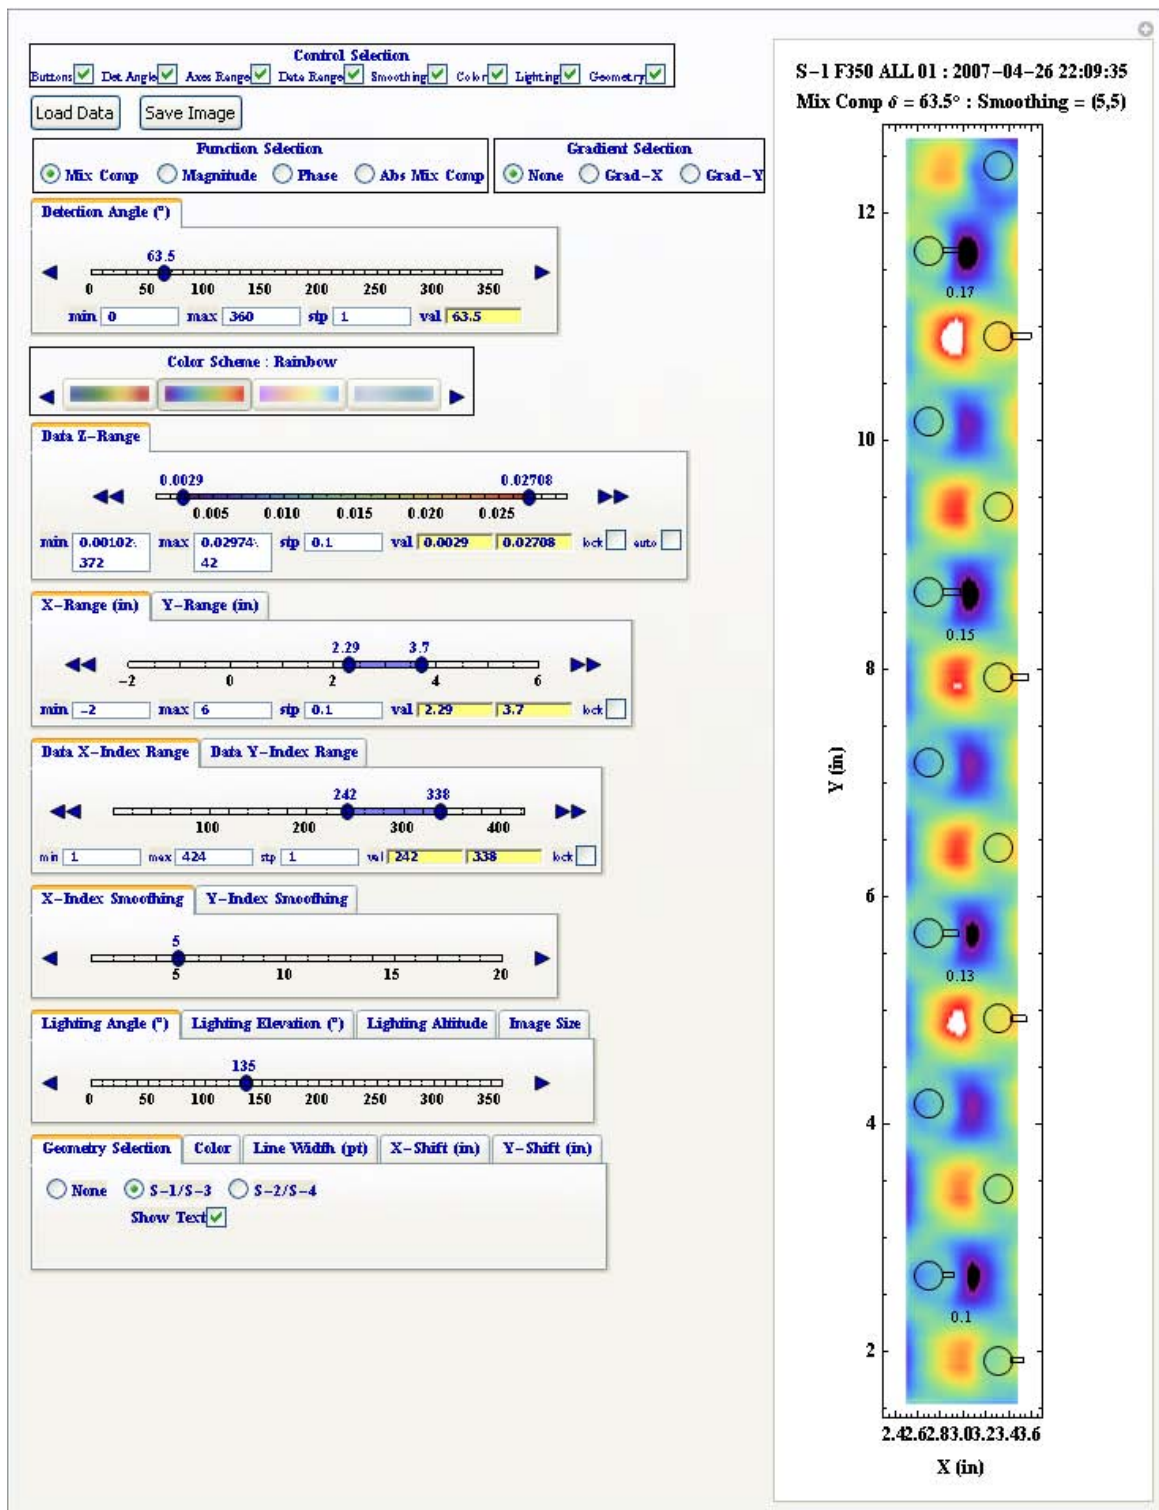 Control Selection
Buttons Det Angle Axes Range Data Range Smoothing Color Lighting Geometry
Load Data Save Image
Function Selection
Mix Comp Magnitude Phase Abs Mix Comp
Gradient Selection
None Grad-X Grad-Y
Detection Angle (°)
63.5
0 50 100 150 200 250 300 350
min 0 max 360 stp 1 val 63.5
Color Scheme : Rainbow
Data Z-Range
0.0029 0.02708
0.005 0.010 0.015 0.020 0.025
min 0.00102⋱ max 0.02974⋱ stp 0.1 val 0.0029 0.02708 lock auto
372 42
X-Range (in) Y-Range (in)
2.29 3.7
-2 0 2 4 6
min -2 max 6 stp 0.1 val 2.29 3.7 lock
Data X-Index Range Data Y-Index Range
242 338
100 200 300 400
min 1 max 424 stp 1 val 242 338 lock
X-Index Smoothing Y-Index Smoothing
5
5 10 15 20
Lighting Angle (°) Lighting Elevation (°) Lighting Altitude Image Size
135
0 50 100 150 200 250 300 350
Geometry Selection Color Line Width (pt) X-Shift (in) Y-Shift (in)
None S-1/S-3 S-2/S-4
Show Text
S-1 F350 ALL 01 : 2007-04-26 22:09:35
Mix Comp δ = 63.5° : Smoothing = (5,5)
12
0.17
10
0.15
8
Y (in)
6
0.13
4
0.1
2
2.42.62.83.03.23.43.6
X (in)